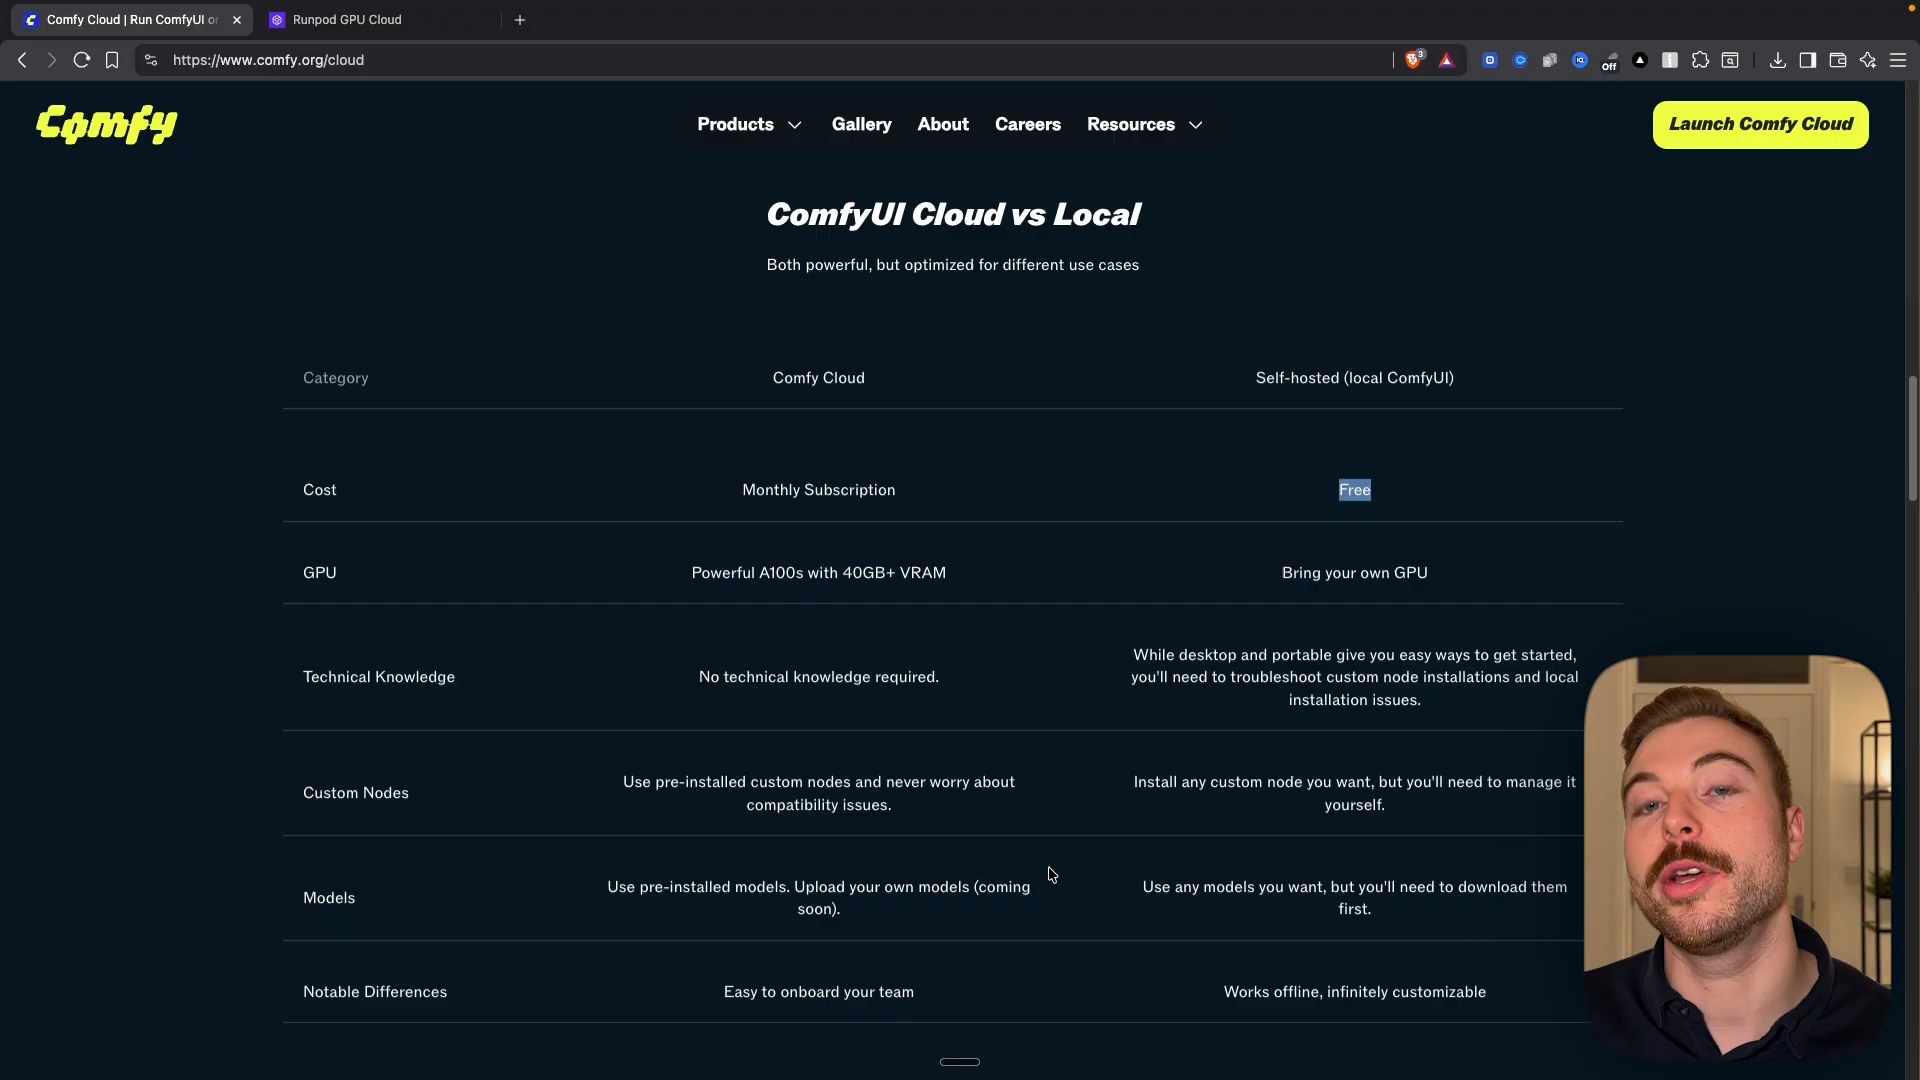 Comfy Cloud | Run ComfyUI or
Runpod GPU Cloud
https://www.comfy.org/cloud
3
Off
Comfy
Products
Gallery
About
Careers
Resources
Launch Comfy Cloud
ComfyUI Cloud vs Local
Both powerful, but optimized for different use cases
Category
Comfy Cloud
Self-hosted (local ComfyUI)
Cost
Monthly Subscription
Free
GPU
Powerful A100s with 40GB+ VRAM
Bring your own GPU
Technical Knowledge
No technical knowledge required.
While desktop and portable give you easy ways to get started,
you'll need to troubleshoot custom node installations and local
installation issues.
Custom Nodes
Use pre-installed custom nodes and never worry about
compatibility issues.
Install any custom node you want, but you'll need to manage it
yourself.
Models
Use pre-installed models. Upload your own models (coming
soon).
Use any models you want, but you'll need to download them
first.
Notable Differences
Easy to onboard your team
Works offline, infinitely customizable